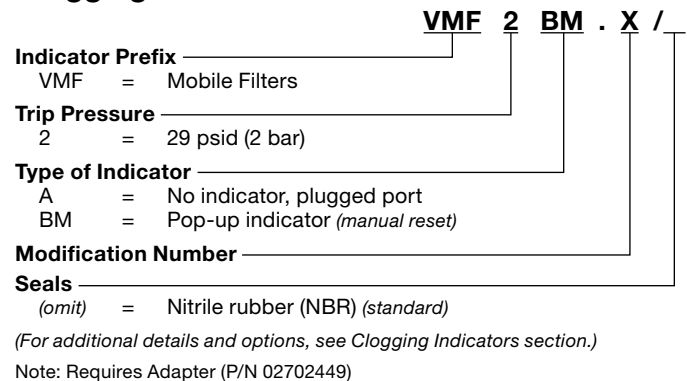 VMF 2 BM . X /
Indicator Prefix
VMF = Mobile Filters
Trip Pressure
2 = 29 psid (2 bar)
Type of Indicator
A = No indicator, plugged port
BM = Pop-up indicator (manual reset)
Modification Number
Seals
(omit) = Nitrile rubber (NBR) (standard)
(For additional details and options, see Clogging Indicators section.)
Note: Requires Adapter (P/N 02702449)